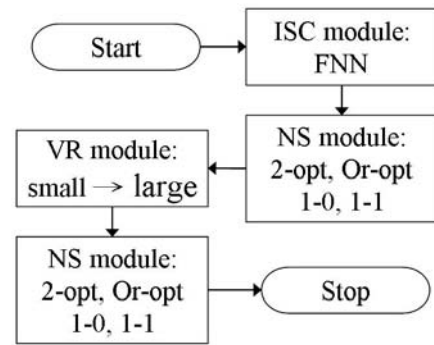 Start
ISC module:
FNN
NS module:
2-opt, Or-opt
1-0, 1-1
VR module:
small → large
NS module:
2-opt, Or-opt
1-0, 1-1
Stop